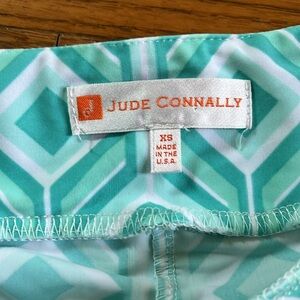 JUDE CONNALLY
XS
MADE
IN THE
U.S.A.